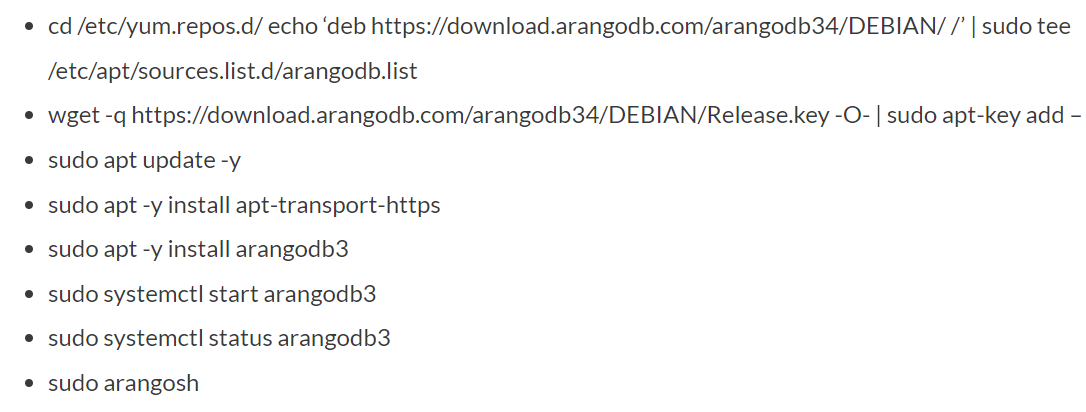 • cd /etc/yum.repos.d/ echo ‘deb https://download.arangodb.com/arangodb34/DEBIAN/ /’ | sudo tee
/etc/apt/sources.list.d/arangodb.list
• wget -q https://download.arangodb.com/arangodb34/DEBIAN/Release.key -O- | sudo apt-key add –
• sudo apt update -y
• sudo apt -y install apt-transport-https
• sudo apt -y install arangodb3
• sudo systemctl start arangodb3
• sudo systemctl status arangodb3
• sudo arangosh